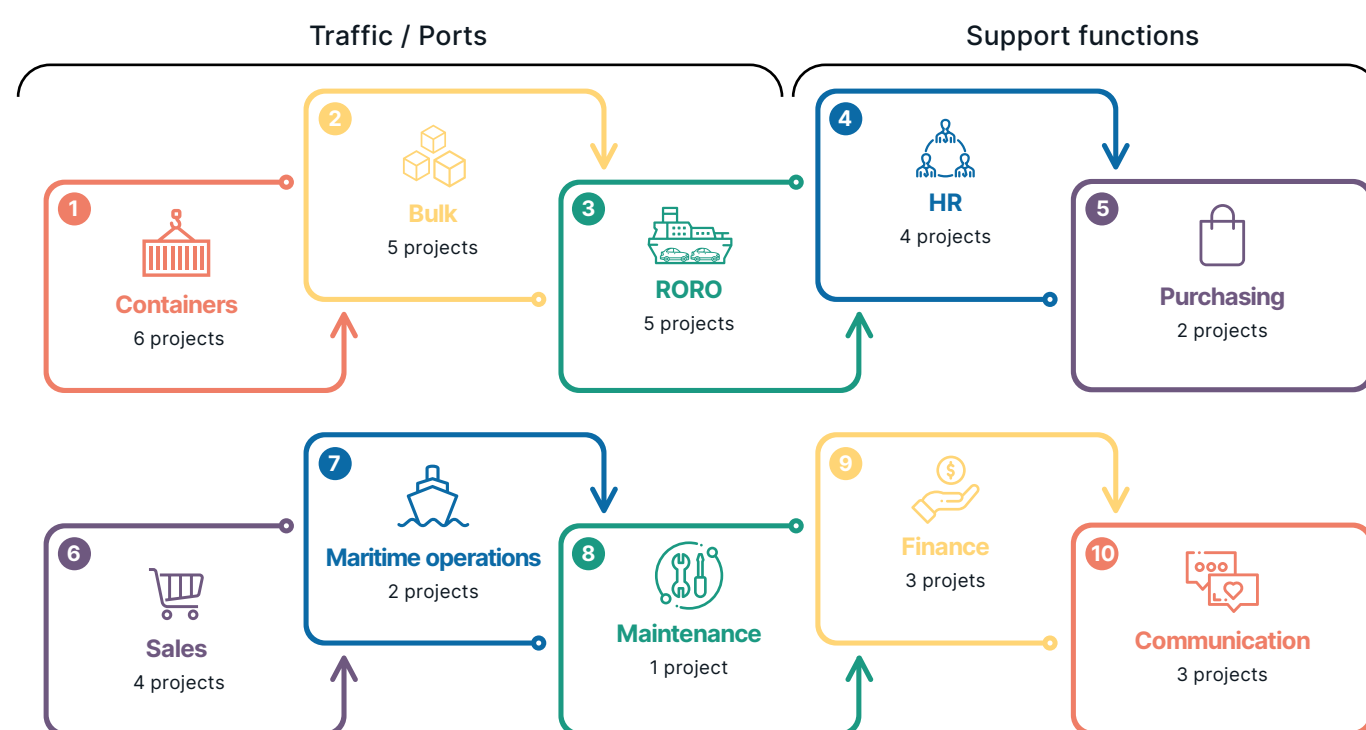 Traffic / Ports
Support functions
1
Containers
6 projects
2
Bulk
5 projects
3
RORO
5 projects
4
HR
4 projects
5
Purchasing
2 projects
6
Sales
4 projects
7
Maritime operations
2 projects
8
Maintenance
1 project
9
Finance
3 projets
10
Communication
3 projects